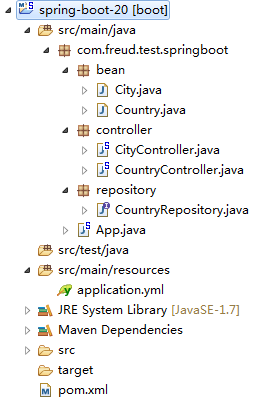 spring-boot-20 [boot]
src/main/java
com.freud.test.springboot
bean
City.java
Country.java
controller
CityController.java
CountryController.java
repository
CountryRepository.java
App.java
src/test/java
src/main/resources
application.yml
JRE System Library [JavaSE-1.7]
Maven Dependencies
src
target
pom.xml